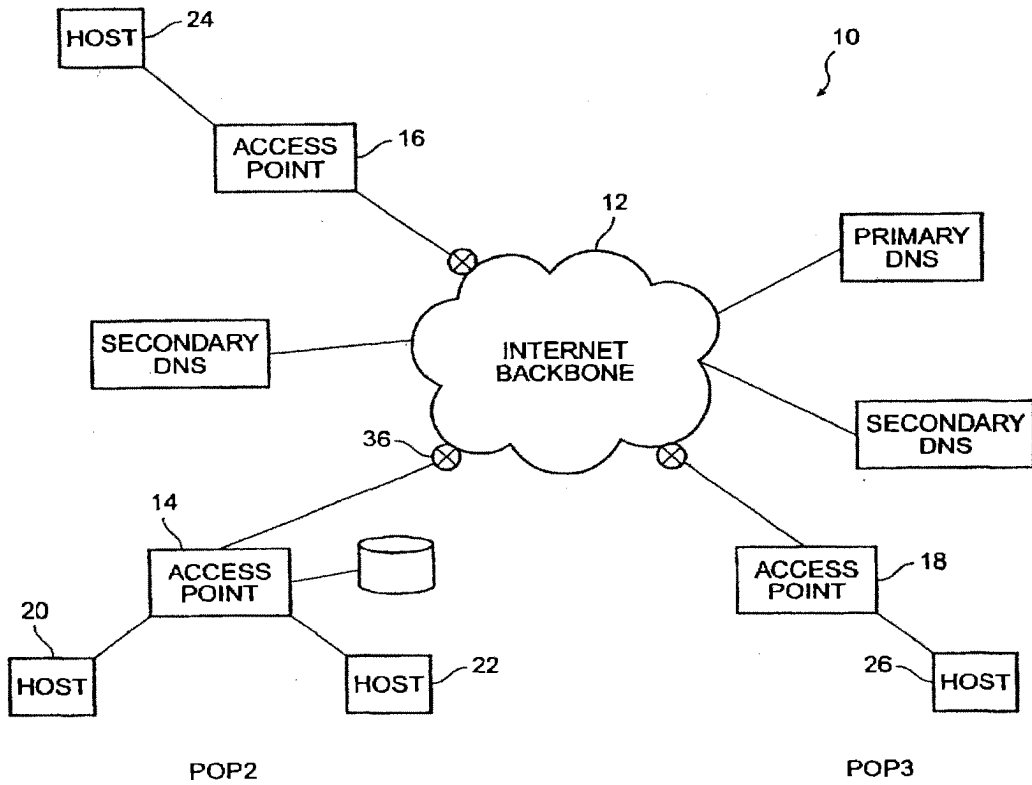 HOST
24
10
ACCESS
POINT
16
12
PRIMARY
DNS
SECONDARY
DNS
INTERNET
BACKBONE
SECONDARY
DNS
36
14
ACCESS
POINT
ACCESS
POINT
18
20
HOST
HOST
22
26
HOST
POP2
POP3